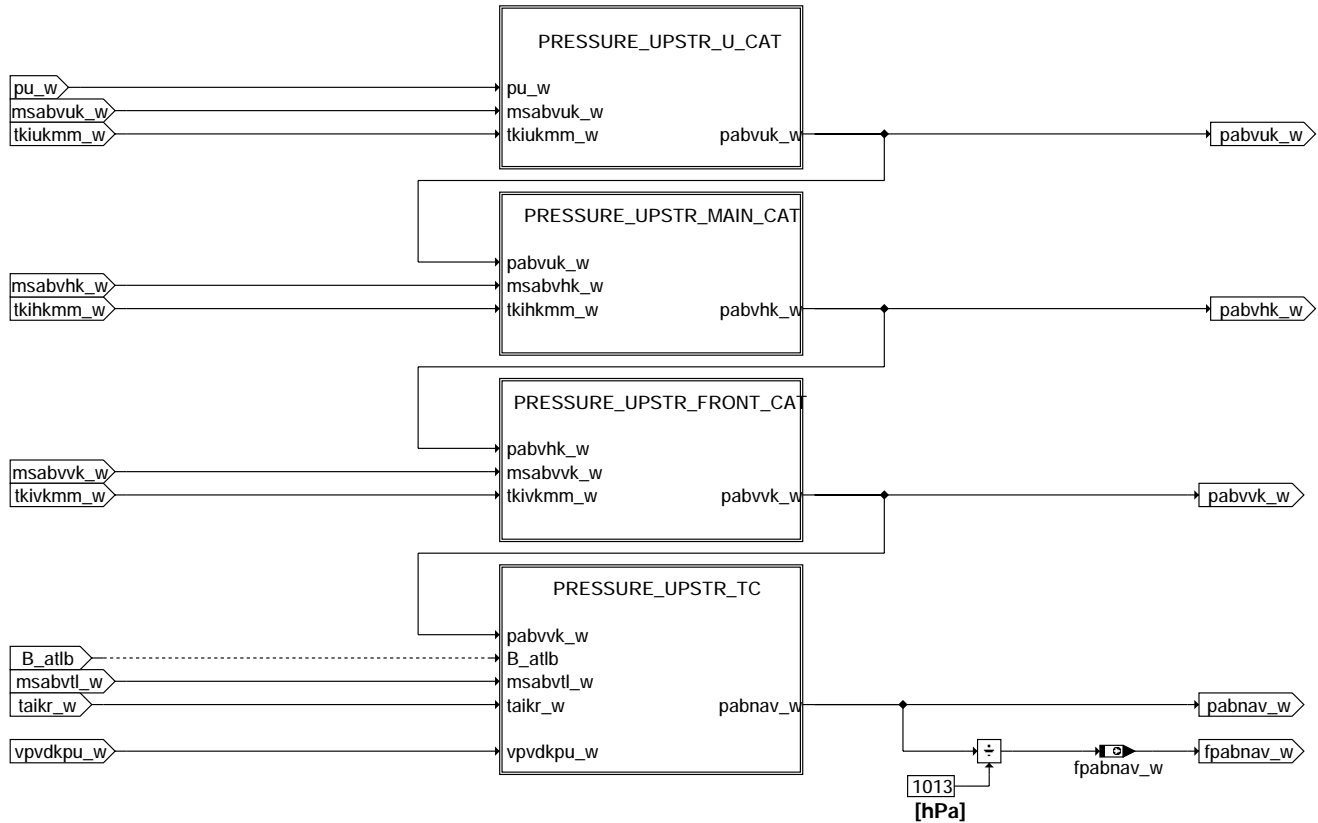 PRESSURE_UPSTR_U_CAT
pu_w
pu_w
msabvuk_w
msabvuk_w
tkiukmm_w
tkiukmm_w
pabvuk_w
pabvuk_w
PRESSURE_UPSTR_MAIN_CAT
pabvuk_w
msabvhk_w
msabvhk_w
tkihkmm_w
tkihkmm_w
pabvhk_w
pabvhk_w
PRESSURE_UPSTR_FRONT_CAT
pabvhk_w
msabvvk_w
msabvvk_w
tkivkmm_w
tkivkmm_w
pabvvk_w
pabvvk_w
PRESSURE_UPSTR_TC
pabvvk_w
B_atlb
B_atlb
msabvtl_w
msabvtl_w
taikr_w
taikr_w
pabnav_w
pabnav_w
vpvdkpu_w
vpvdkpu_w
÷
fpabnav_w
fpabnav_w
1013
[hPa]